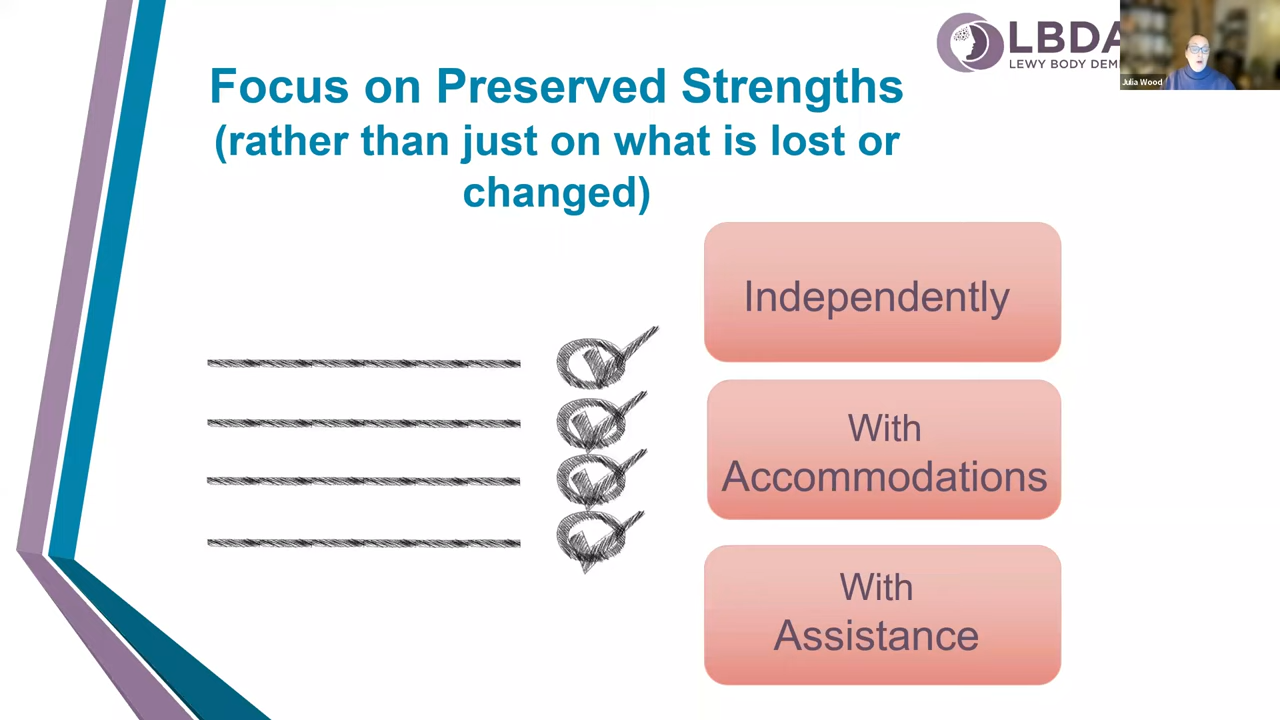 Focus on Preserved Strengths
(rather than just on what is lost or
changed)
LBDA
LEWY BODY DEM
Julia Wood
Independently
With
Accommodations
With
Assistance